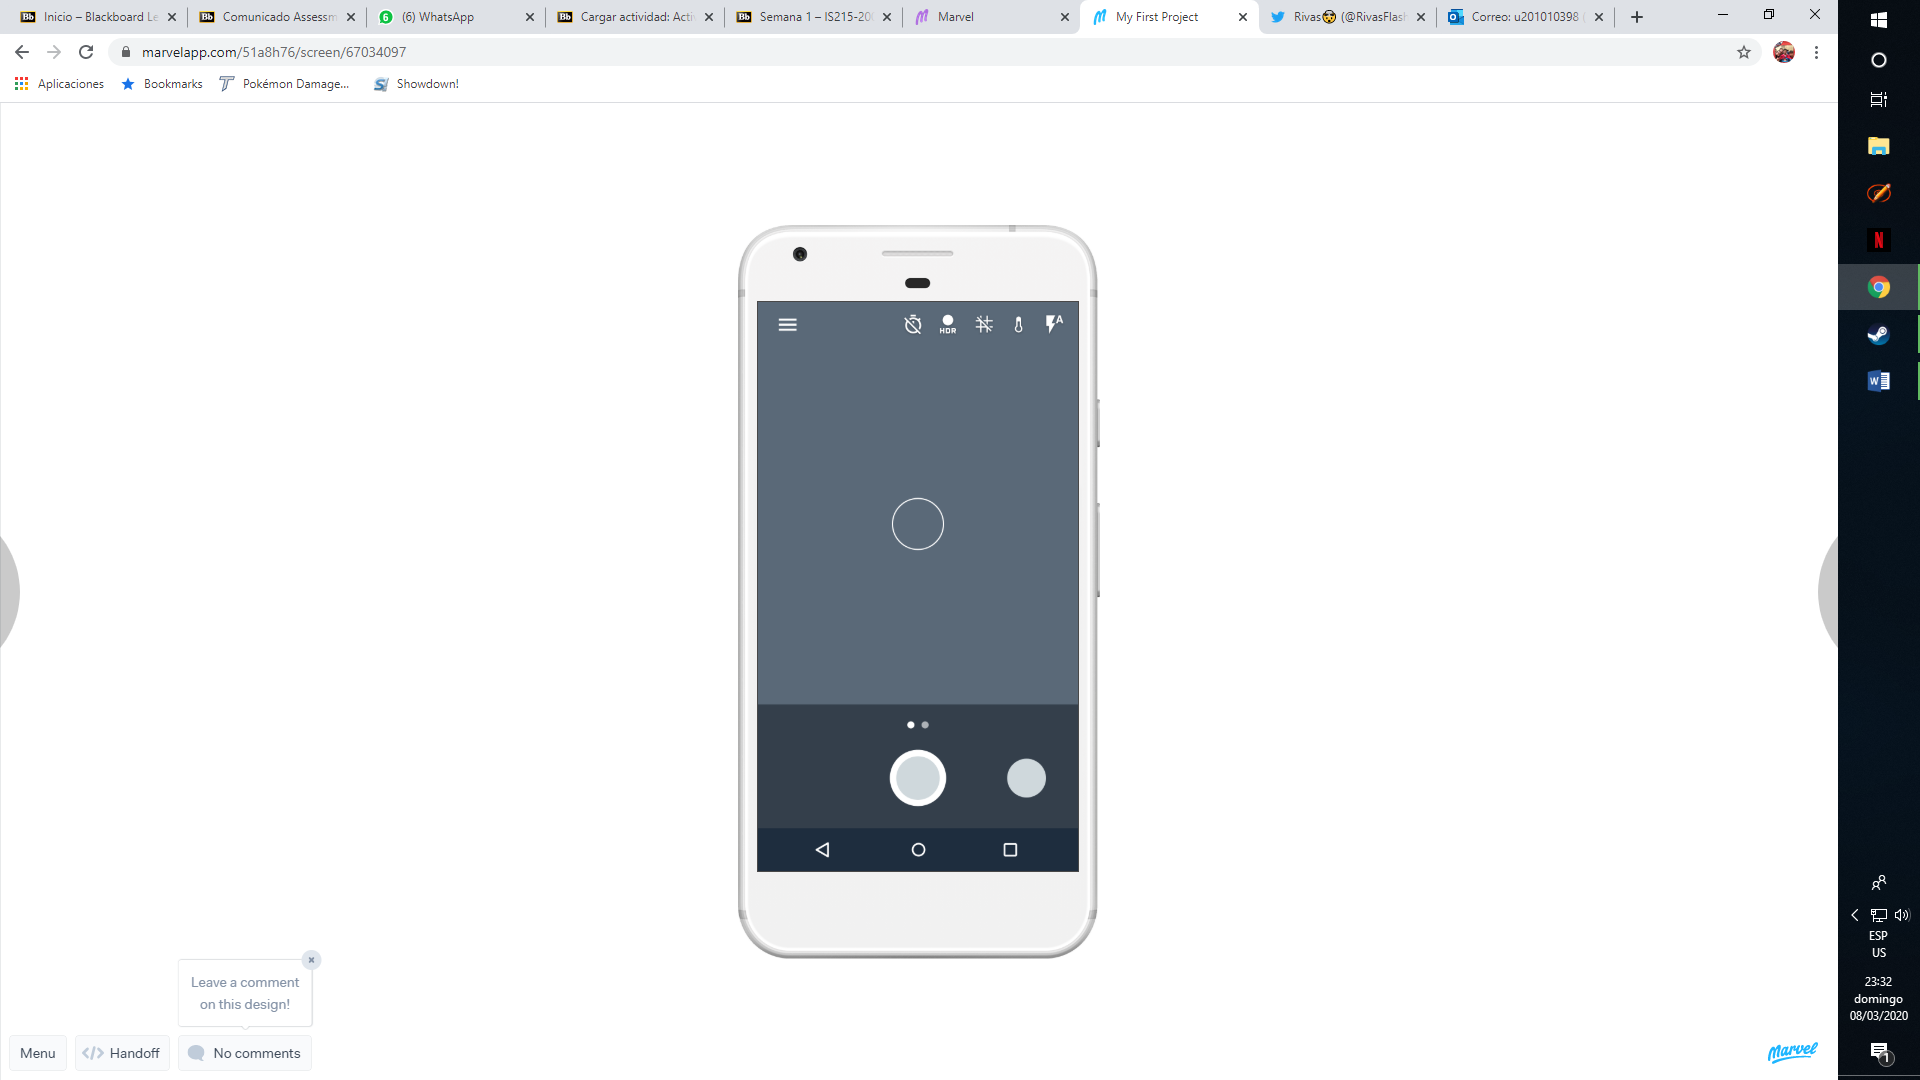 Inicio – Blackboard Le
Comunicado Assessm
(6) WhatsApp
Cargar actividad: Acti
Semana 1 – IS215-20
Marvel
My First Project
Rivas (@RivasFlash
Correo: u201010398
marvelapp.com/51a8h76/screen/67034097
Aplicaciones
Bookmarks
Pokémon Damage...
Showdown!
HDR
A
Leave a comment
on this design!
Menu
Handoff
No comments
Marvel
ESP
US
23:32
domingo
08/03/2020
1